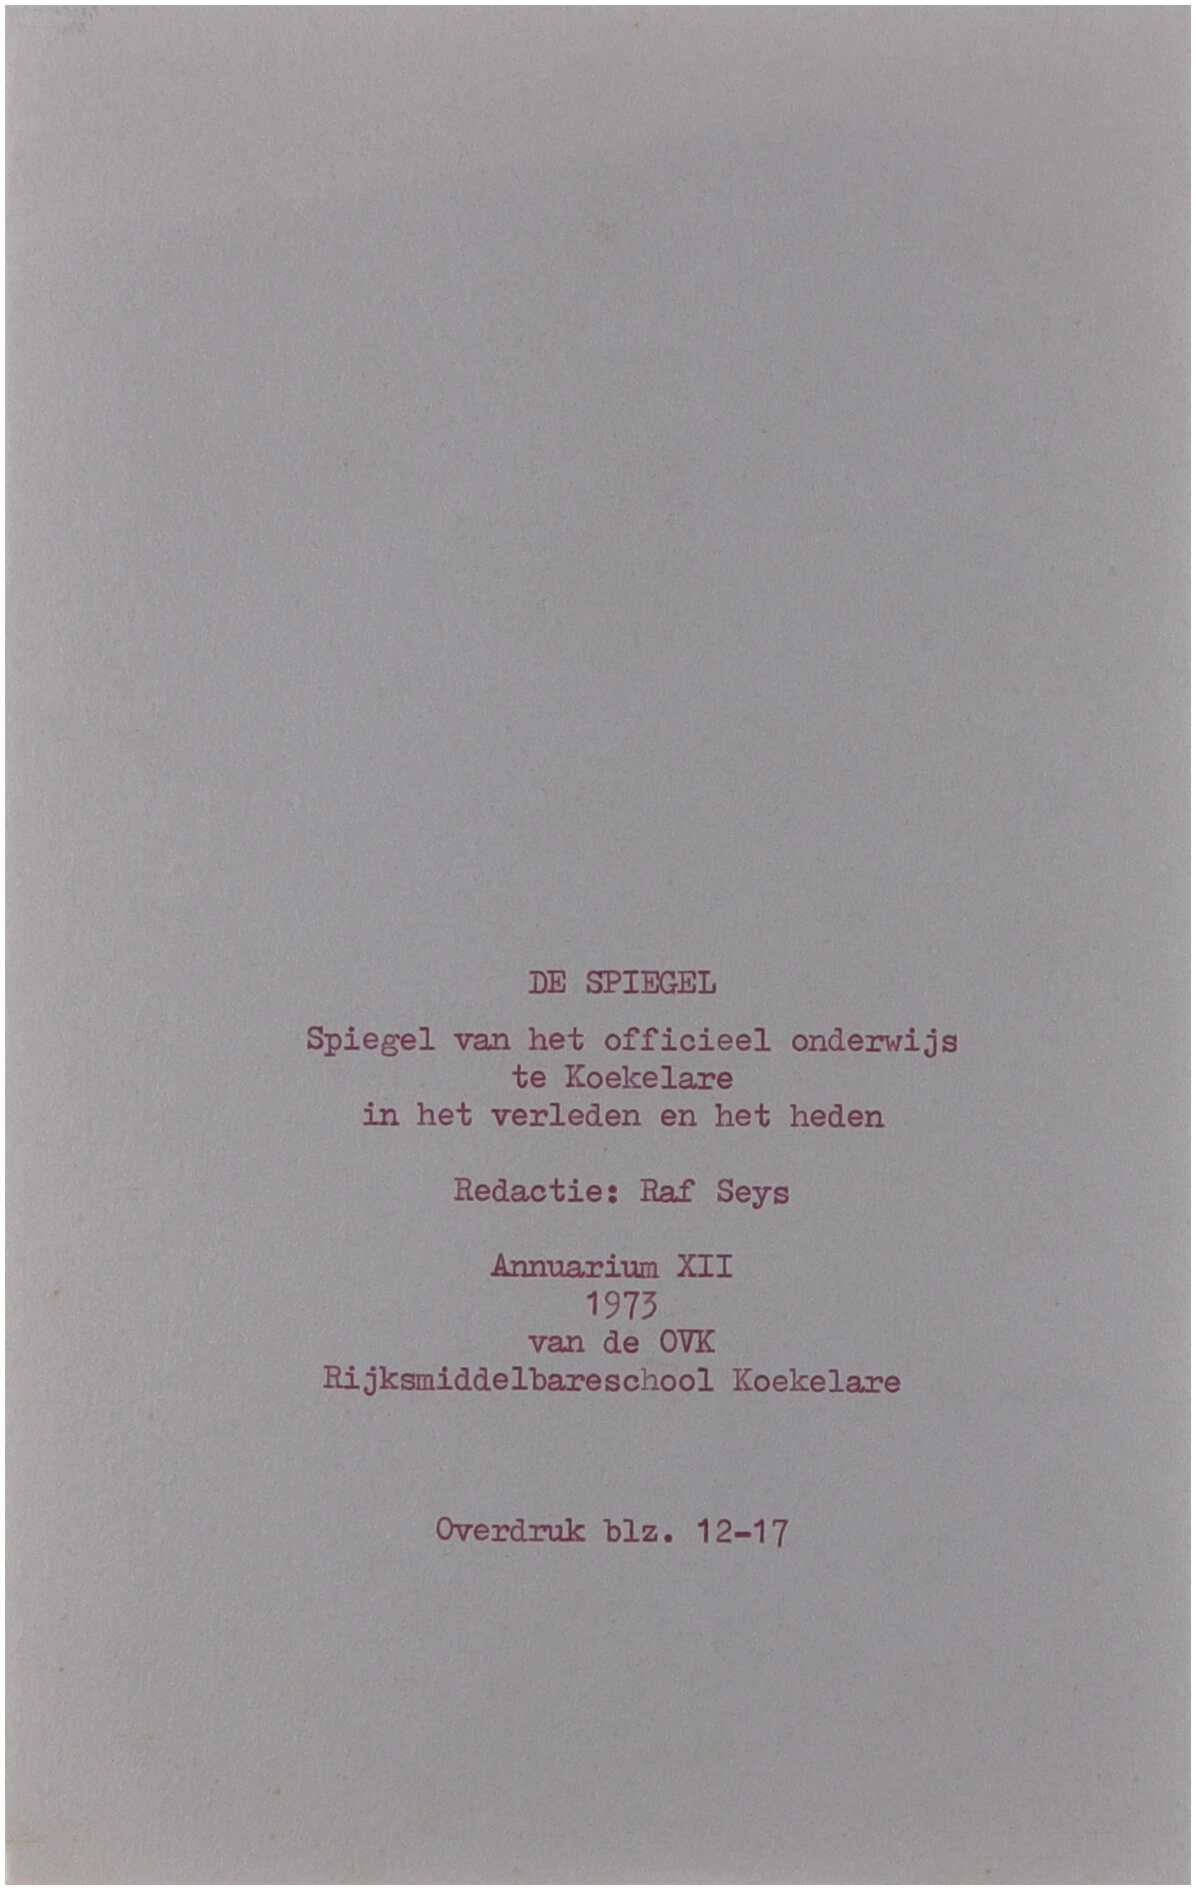 DE SPIEGEL
Spiegel van het officieel onderwijs
te Koekelare
in het verleden en het heden
Redactie: Raf Seys
Annuarium XII
1973
van de OVK
Rijksmiddelbareschool Koekelare
Overdruk blz. 12-17